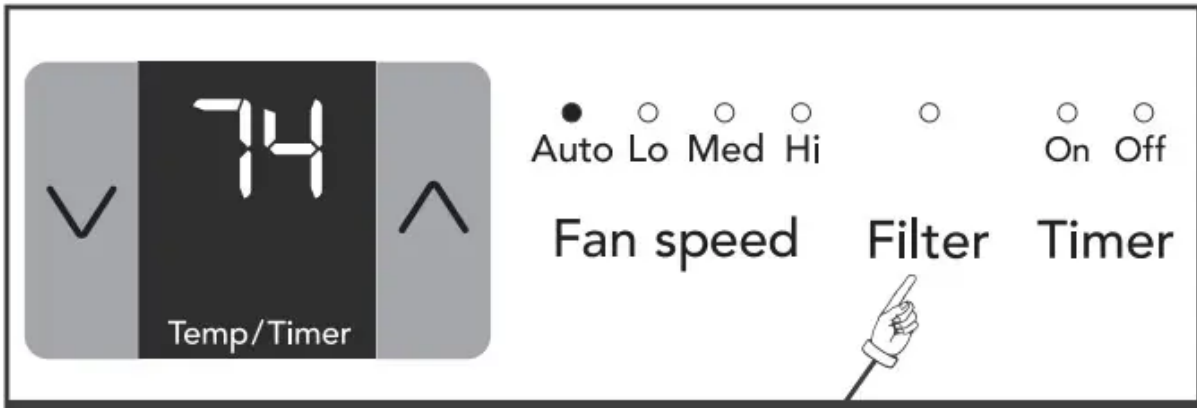 74
Temp/Timer
Auto Lo Med Hi
Fan speed
Filter
On Off
Timer